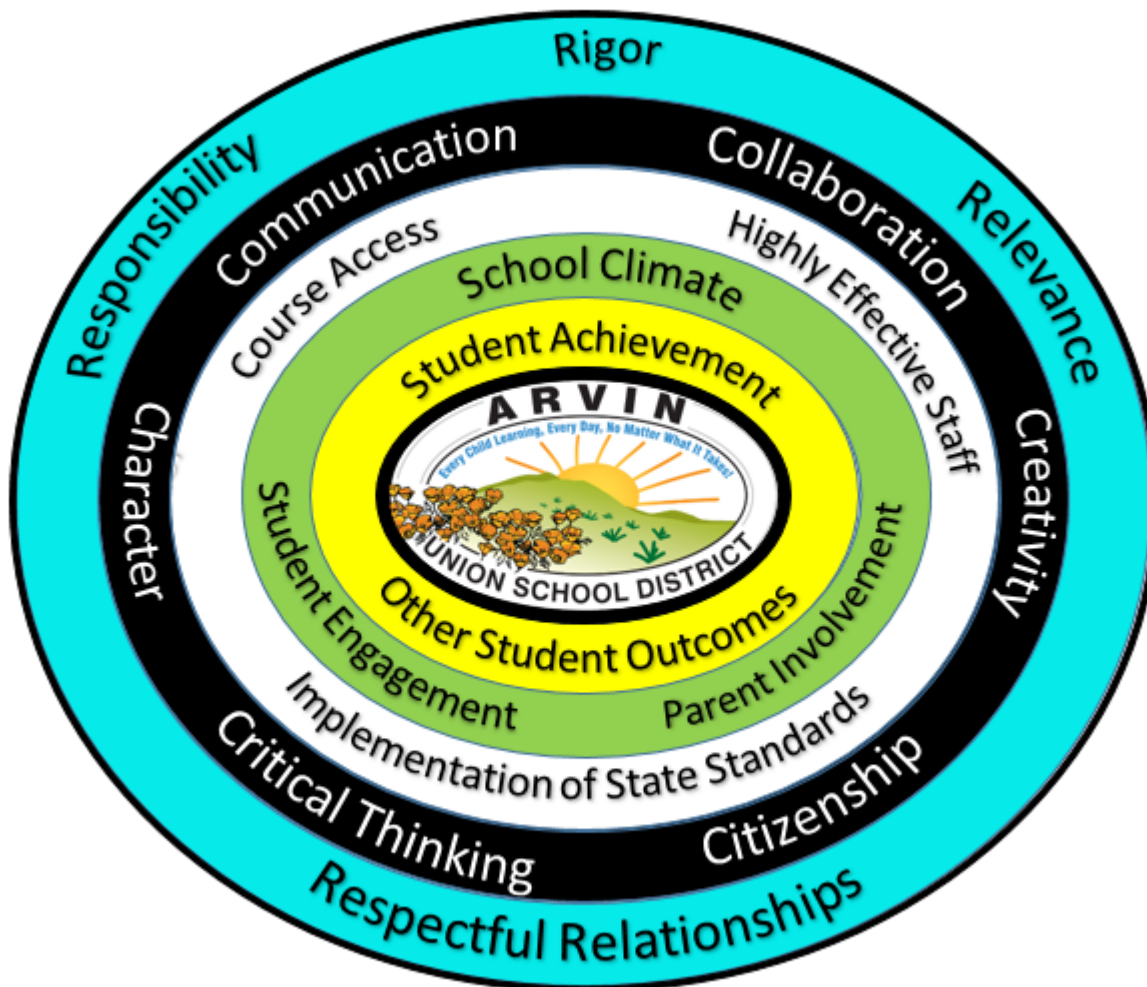 Rigor
Responsibility
Relevance
Respectful Relationships
Communication
Collaboration
Character
Creativity
Critical Thinking
Citizenship
Course Access
Highly Effective Staff
Implementation of State Standards
School Climate
Student Engagement
Parent Involvement
Student Achievement
Other Student Outcomes
ARVIN
Every Child Learning, Every Day, No Matter What It Takes!
UNION SCHOOL DISTRICT